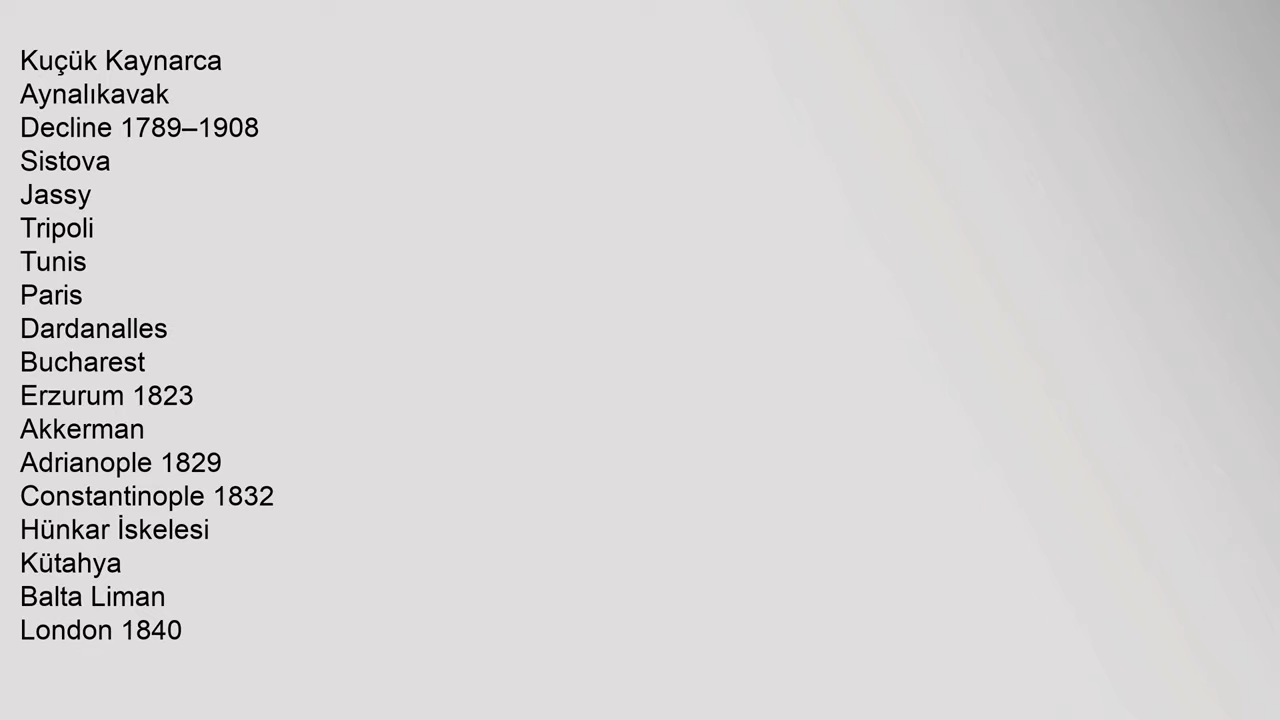 Kuçük Kaynarca
Aynalıkavak
Decline 1789–1908
Sistova
Jassy
Tripoli
Tunis
Paris
Dardanalles
Bucharest
Erzurum 1823
Akkerman
Adrianople 1829
Constantinople 1832
Hünkar İskelesi
Kütahya
Balta Liman
London 1840